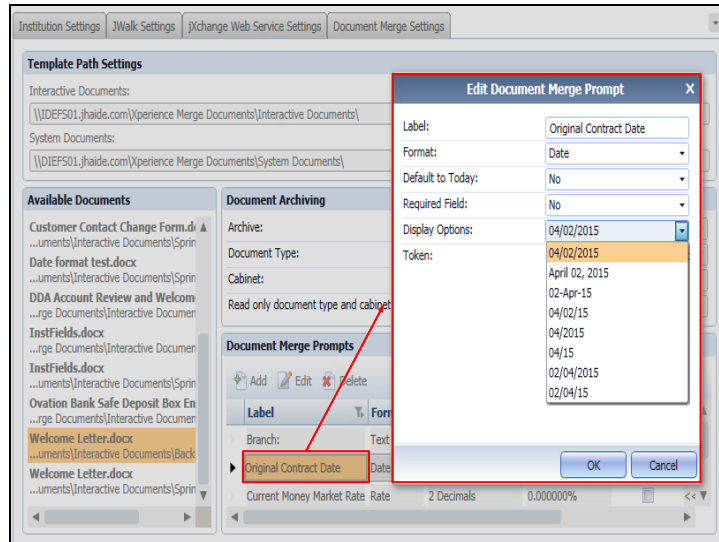 Institution Settings JWalk Settings jXchange Web Service Settings Document Merge Settings
Template Path Settings
Interactive Documents:
\\IDEFS01.jhaide.com\Xperience Merge Documents\Interactive Documents\
System Documents:
\\DIEFS01.jhaide.com\Xperience Merge Documents\System Documents\
Available Documents
Customer Contact Change Form.d
...uments\Interactive Documents\Sprin
Date format test.docx
...uments\Interactive Documents\Sprin
DDA Account Review and Welcom
...rge Documents\Interactive Documen
InstFields.docx
...rge Documents\Interactive Documen
InstFields.docx
...uments\Interactive Documents\Sprin
Ovation Bank Safe Deposit Box En
...rge Documents\Interactive Documen
Welcome Letter.docx
...uments\Interactive Documents\Back
Welcome Letter.docx
...uments\Interactive Documents\Sprin
Document Archiving
Archive:
Document Type:
Cabinet:
Read only document type and cabinet
Document Merge Prompts
Add Edit Delete
Label Form
Branch: Text
Original Contract Date Date
Current Money Market Rate Rate 2 Decimals 0.000000% <<
Edit Document Merge Prompt X
Label: Original Contract Date
Format: Date
Default to Today: No
Required Field: No
Display Options: 04/02/2015
Token:
04/02/2015
April 02, 2015
02-Apr-15
04/02/15
04/2015
04/15
02/04/2015
02/04/15
OK Cancel